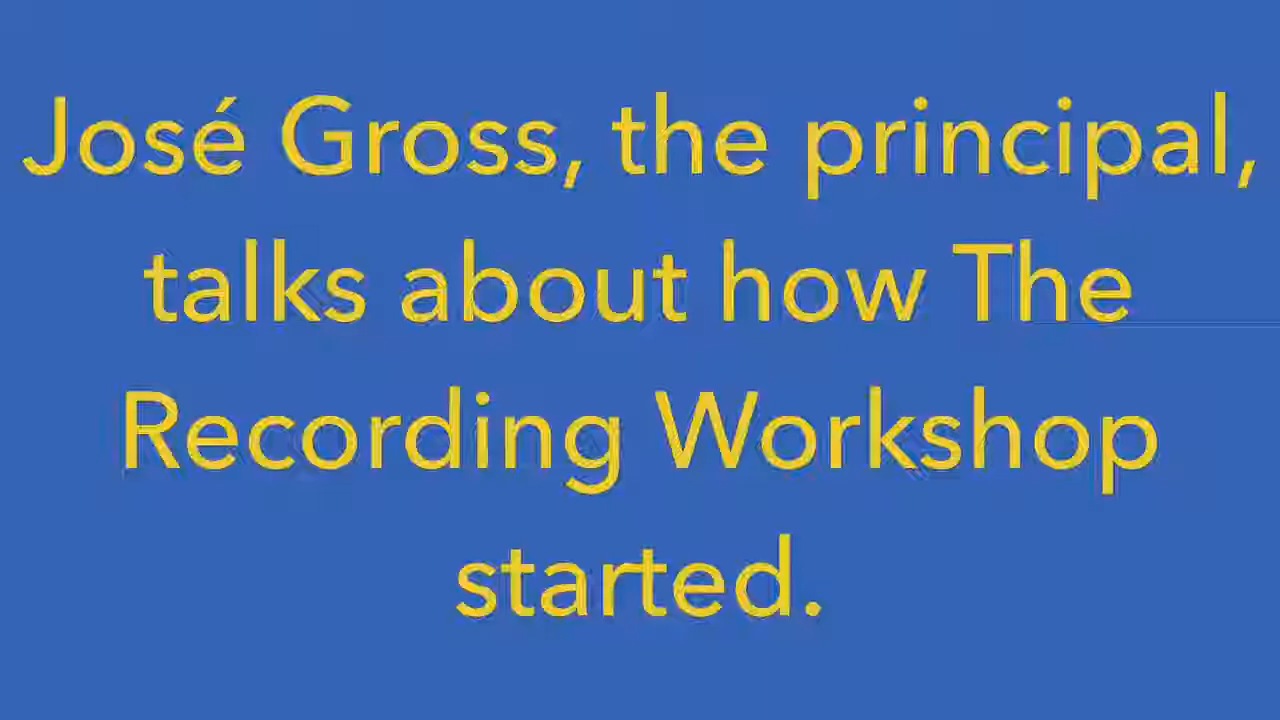 José Gross, the principal,
talks about how The
Recording Workshop
started.